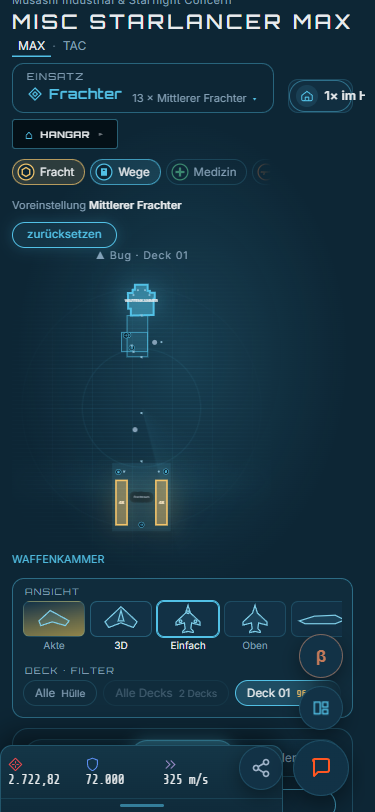 Musashi Industrial & Starflight Concern
MISC STARLANCER MAX
MAX · TAC
EINSATZ
Frachter 13 × Mittlerer Frachter
1× im H
HANGAR
Fracht Wege Medizin
Voreinstellung Mittlerer Frachter
zurücksetzen
▲ Bug · Deck 01
WAFFENKAMMER
ANSICHT
Akte 3D Einfach Oben
DECK · FILTER
Alle Hülle Alle Decks 2 Decks Deck 01
β
2.722,82 72.000 325 m/s